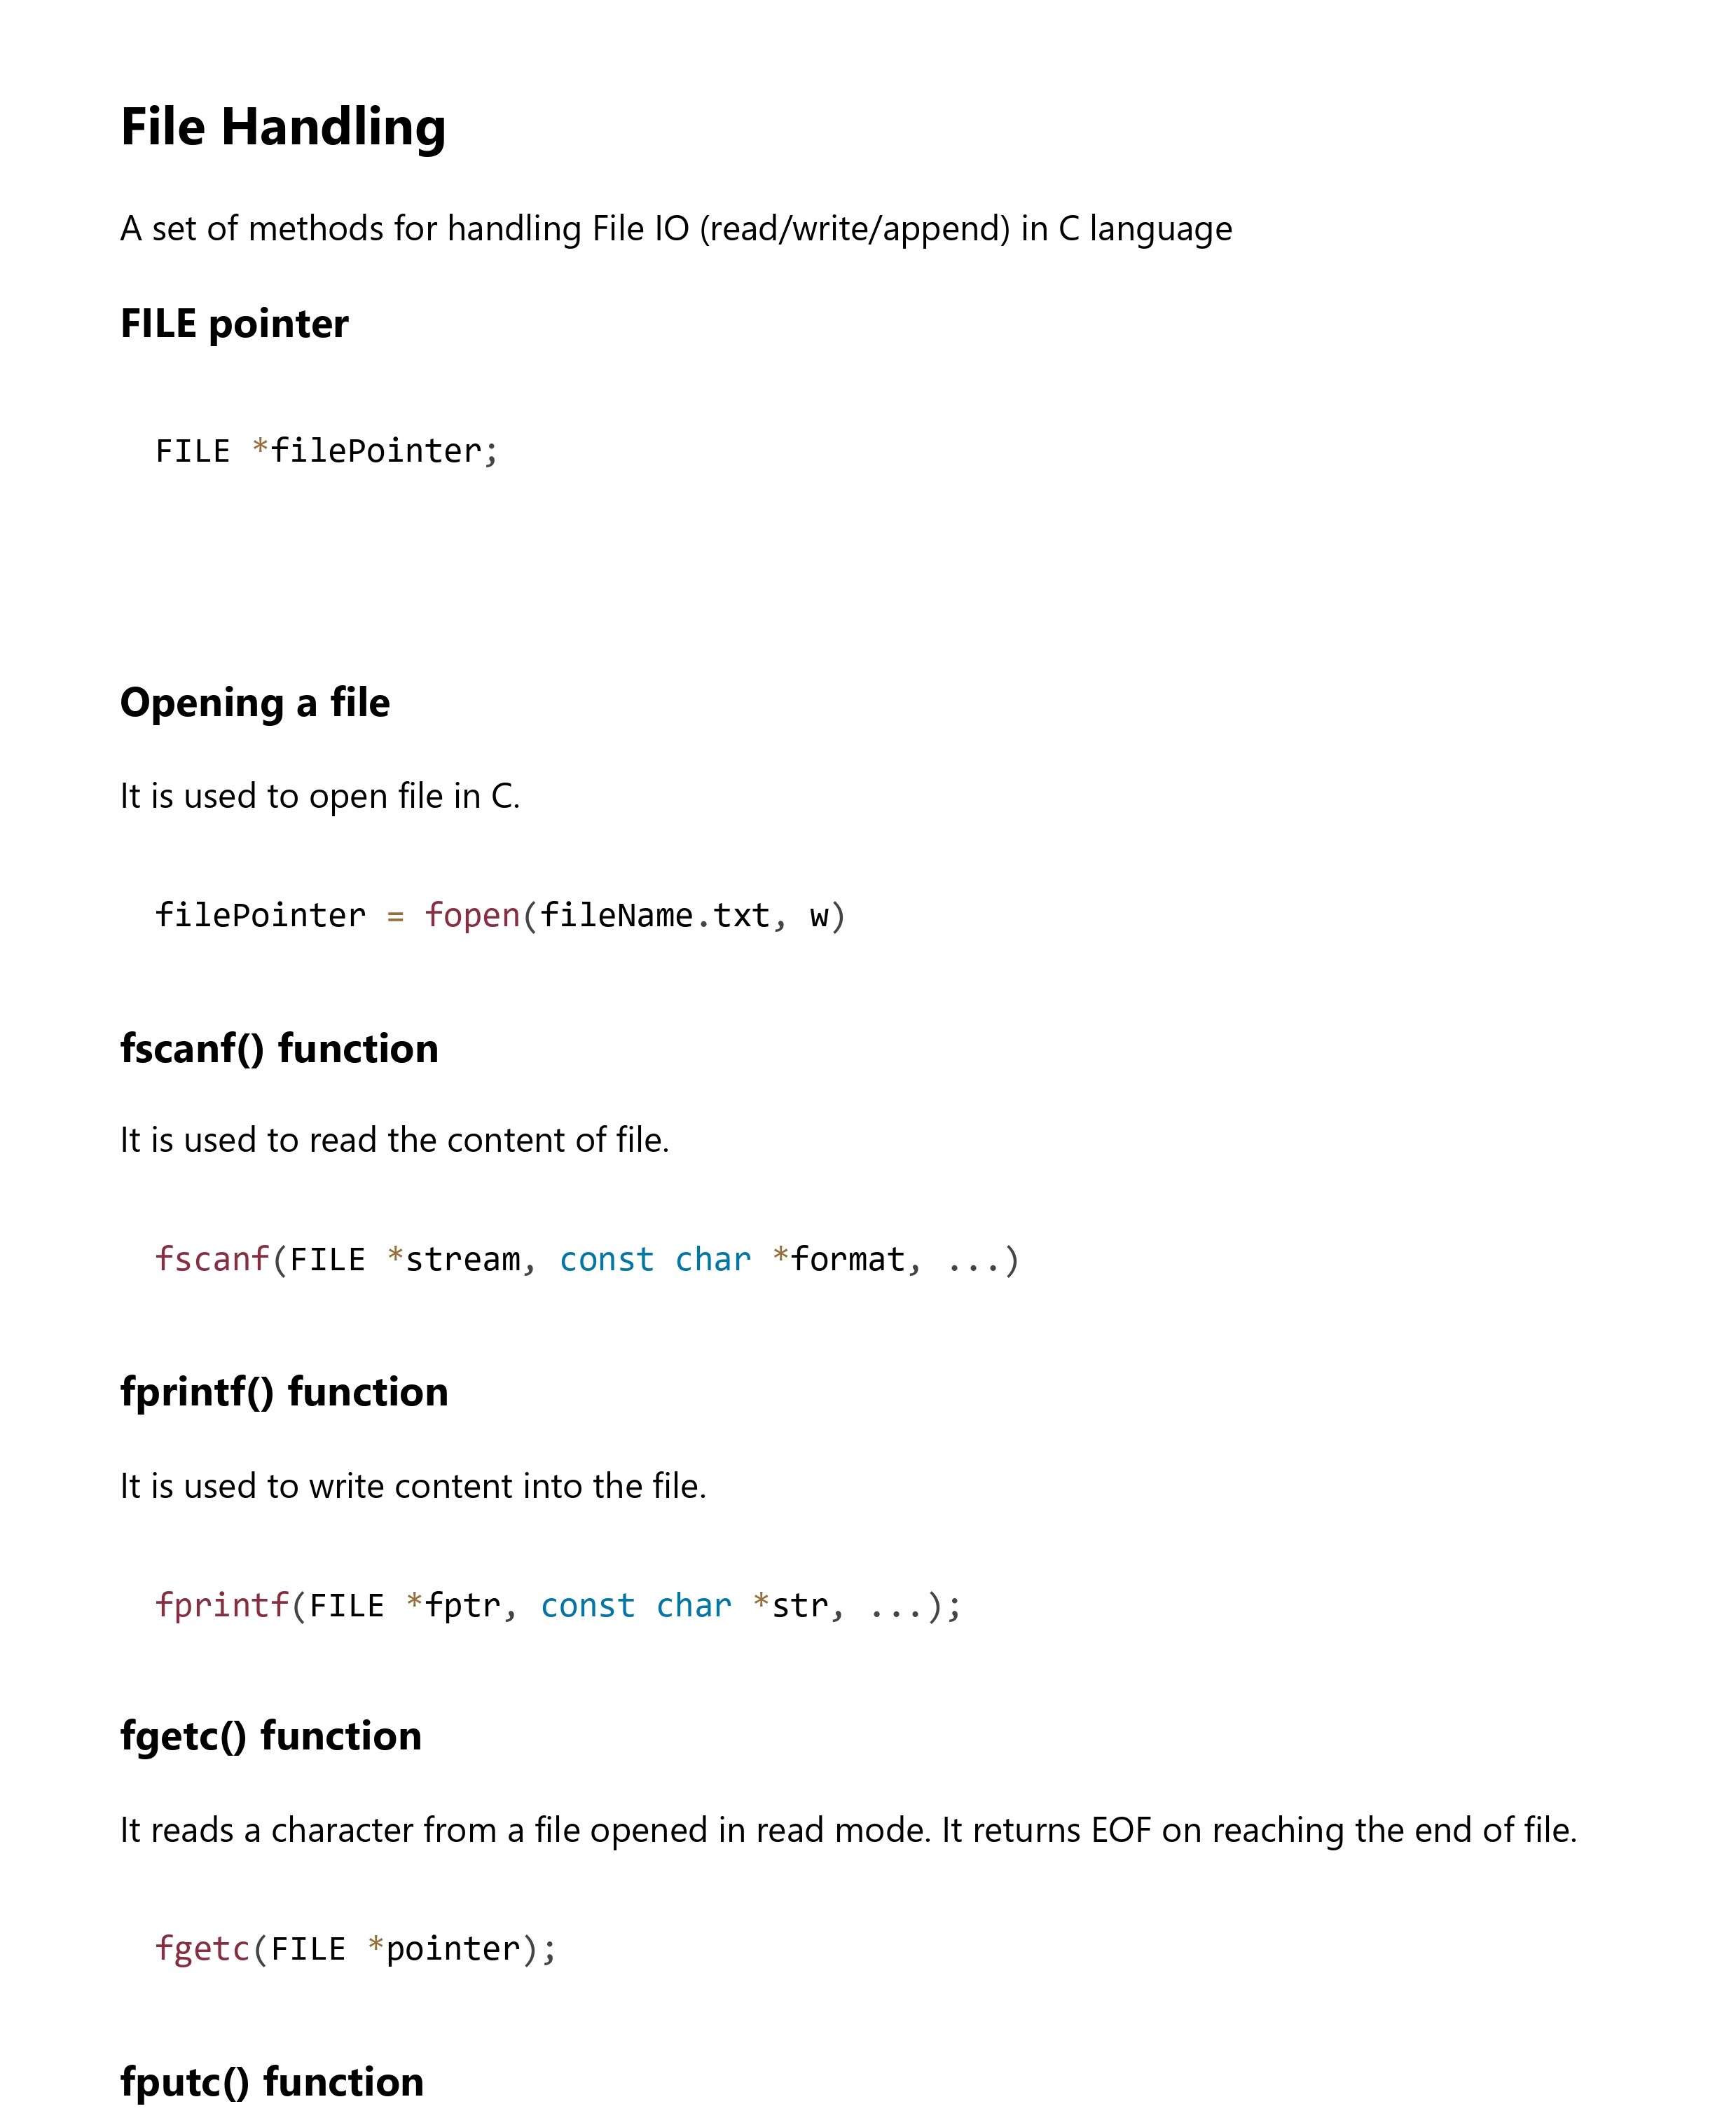 File Handling
A set of methods for handling File IO (read/write/append) in C language
FILE pointer
FILE *filePointer;
Opening a file
It is used to open file in C.
filePointer = fopen(fileName.txt, w)
fscanf() function
It is used to read the content of file.
fscanf(FILE *stream, const char *format, ...)
fprintf() function
It is used to write content into the file.
fprintf(FILE *fptr, const char *str, ...);
fgetc() function
It reads a character from a file opened in read mode. It returns EOF on reaching the end of file.
fgetc(FILE *pointer);
fputc() function